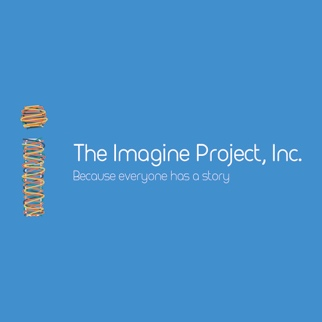 The Imagine Project, Inc.
Because everyone has a story